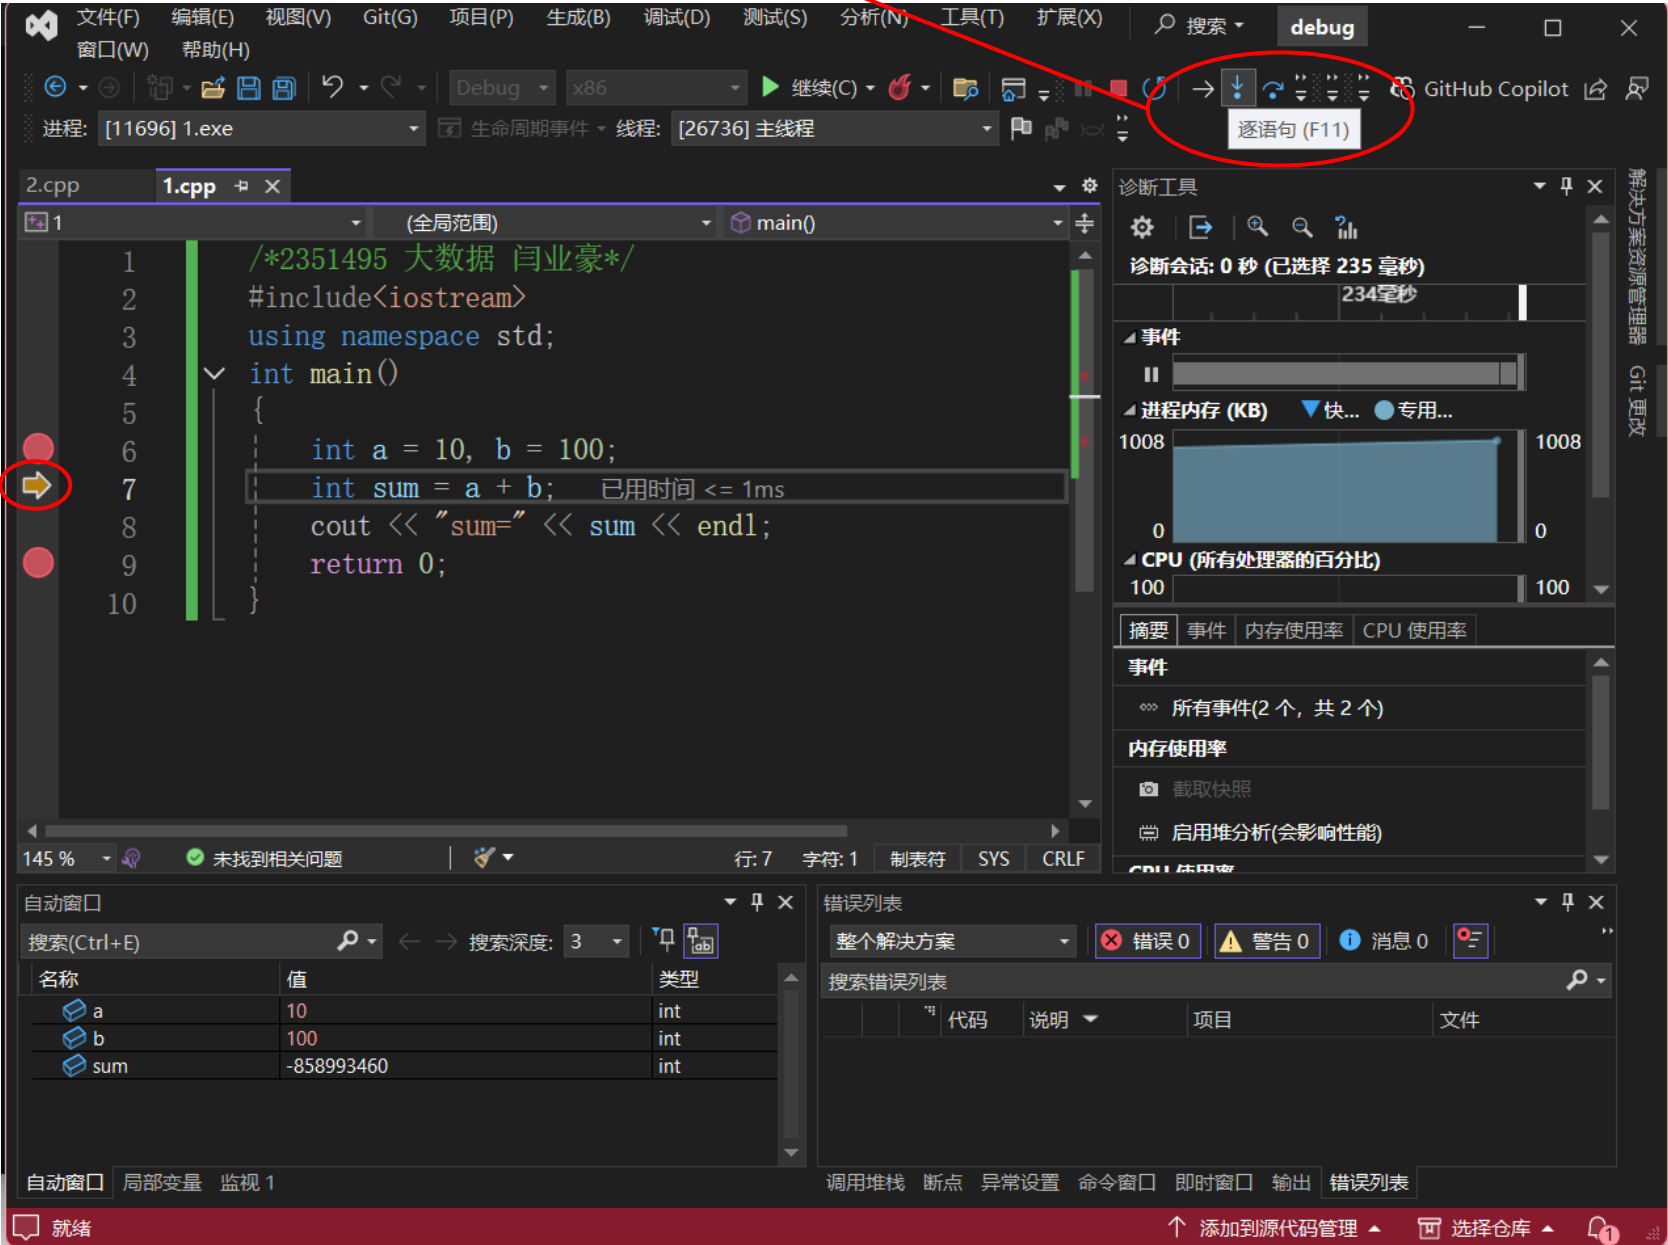 文件(F) 编辑(E) 视图(V) Git(G) 项目(P) 生成(B) 调试(D) 测试(S) 分析(N) 工具(T) 扩展(X) 搜索 debug
窗口(W) 帮助(H)
Debug x86 继续(C) GitHub Copilot
进程: [11696] 1.exe 生命周期事件 线程: [26736] 主线程
逐语句 (F11)
2.cpp 1.cpp
1 (全局范围) main()
1 /*2351495 大数据 闫业豪*/
2 #include<iostream>
3 using namespace std;
4 int main()
5 {
6 int a = 10, b = 100;
7 int sum = a + b; 已用时间 <= 1ms
8 cout << "sum=" << sum << endl;
9 return 0;
10 }
145 % 未找到相关问题 行: 7 字符: 1 制表符 SYS CRLF
诊断工具
诊断会话: 0 秒 (已选择 235 毫秒)
234毫秒
事件
进程内存 (KB) 快... 专用...
1008 1008
0 0
CPU (所有处理器的百分比)
100 100
摘要 事件 内存使用率 CPU 使用率
事件
所有事件(2 个，共 2 个)
内存使用率
截取快照
启用堆分析(会影响性能)
CPU 使用率
解决方案资源管理器
Git 更改
自动窗口
搜索(Ctrl+E) 搜索深度: 3
名称 值 类型
a 10 int
b 100 int
sum -858993460 int
自动窗口 局部变量 监视 1
错误列表
整个解决方案 错误 0 警告 0 消息 0
搜索错误列表
代码 说明 项目 文件
调用堆栈 断点 异常设置 命令窗口 即时窗口 输出 错误列表
就绪 添加到源代码管理 选择仓库 1